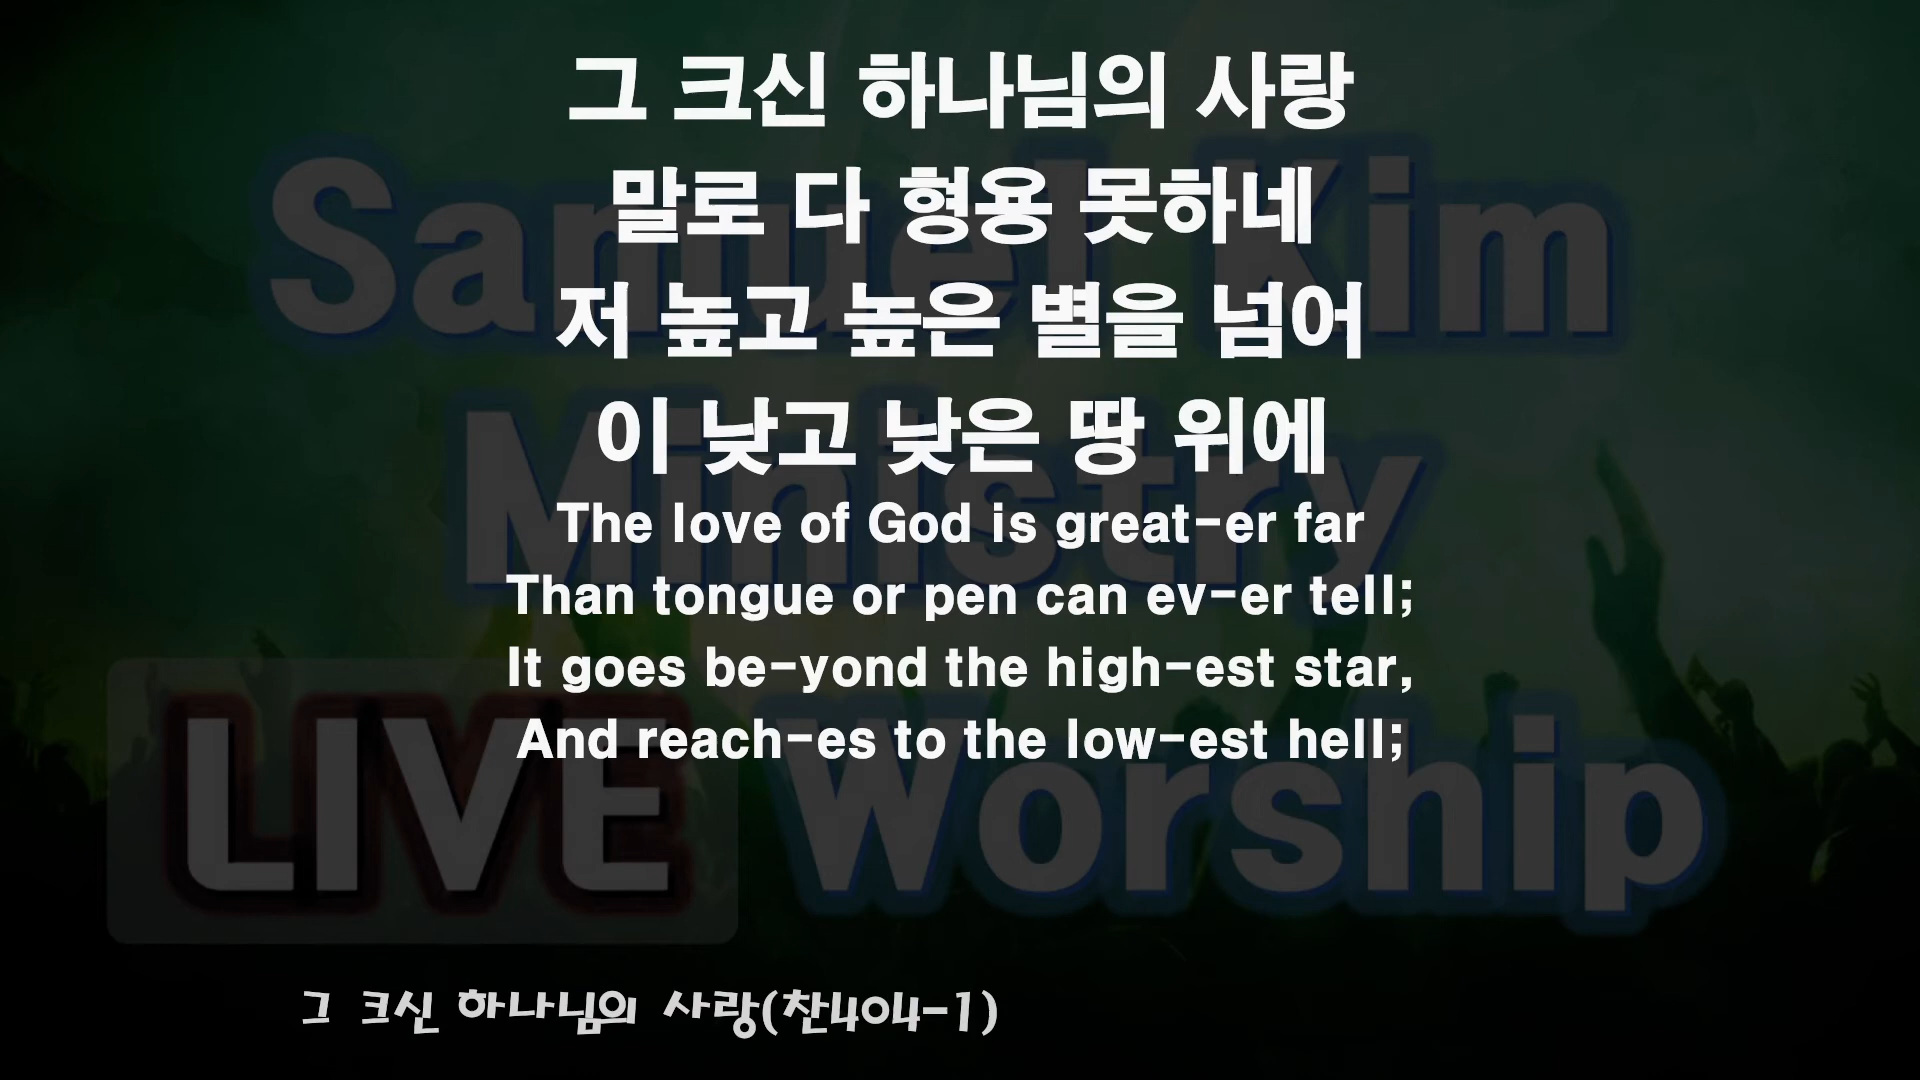 그 크신 하나님의 사랑
말로 다 형용 못하네
저 높고 높은 별을 넘어
이 낮고 낮은 땅 위에
The love of God is great-er far
Than tongue or pen can ev-er tell;
It goes be-yond the high-est star,
And reach-es to the low-est hell;
Samuel Kim
Ministry
LIVE Worship
그 크신 하나님의 사랑(찬404-1)